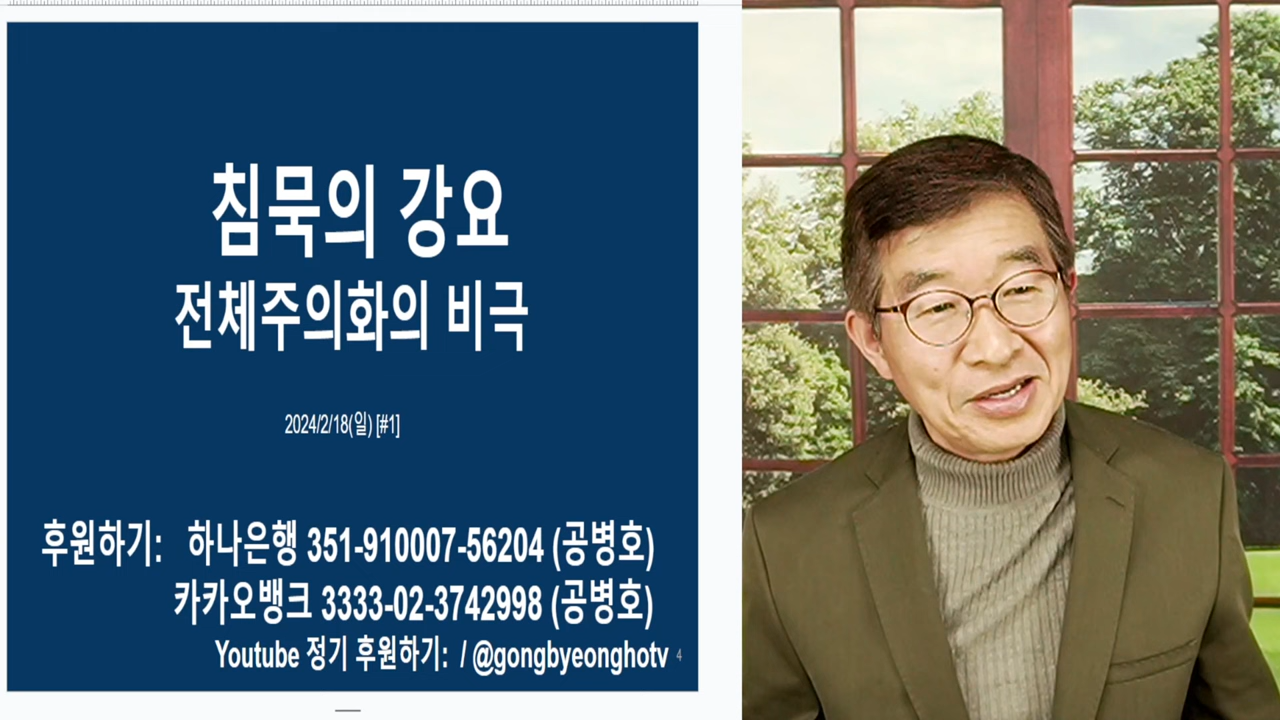 침묵의 강요
전체주의화의 비극
2024/2/18(일) [#1]
후원하기: 하나은행 351-910007-56204 (공병호)
카카오뱅크 3333-02-3742998 (공병호)
Youtube 정기 후원하기: / @gongbyeonghotv 4